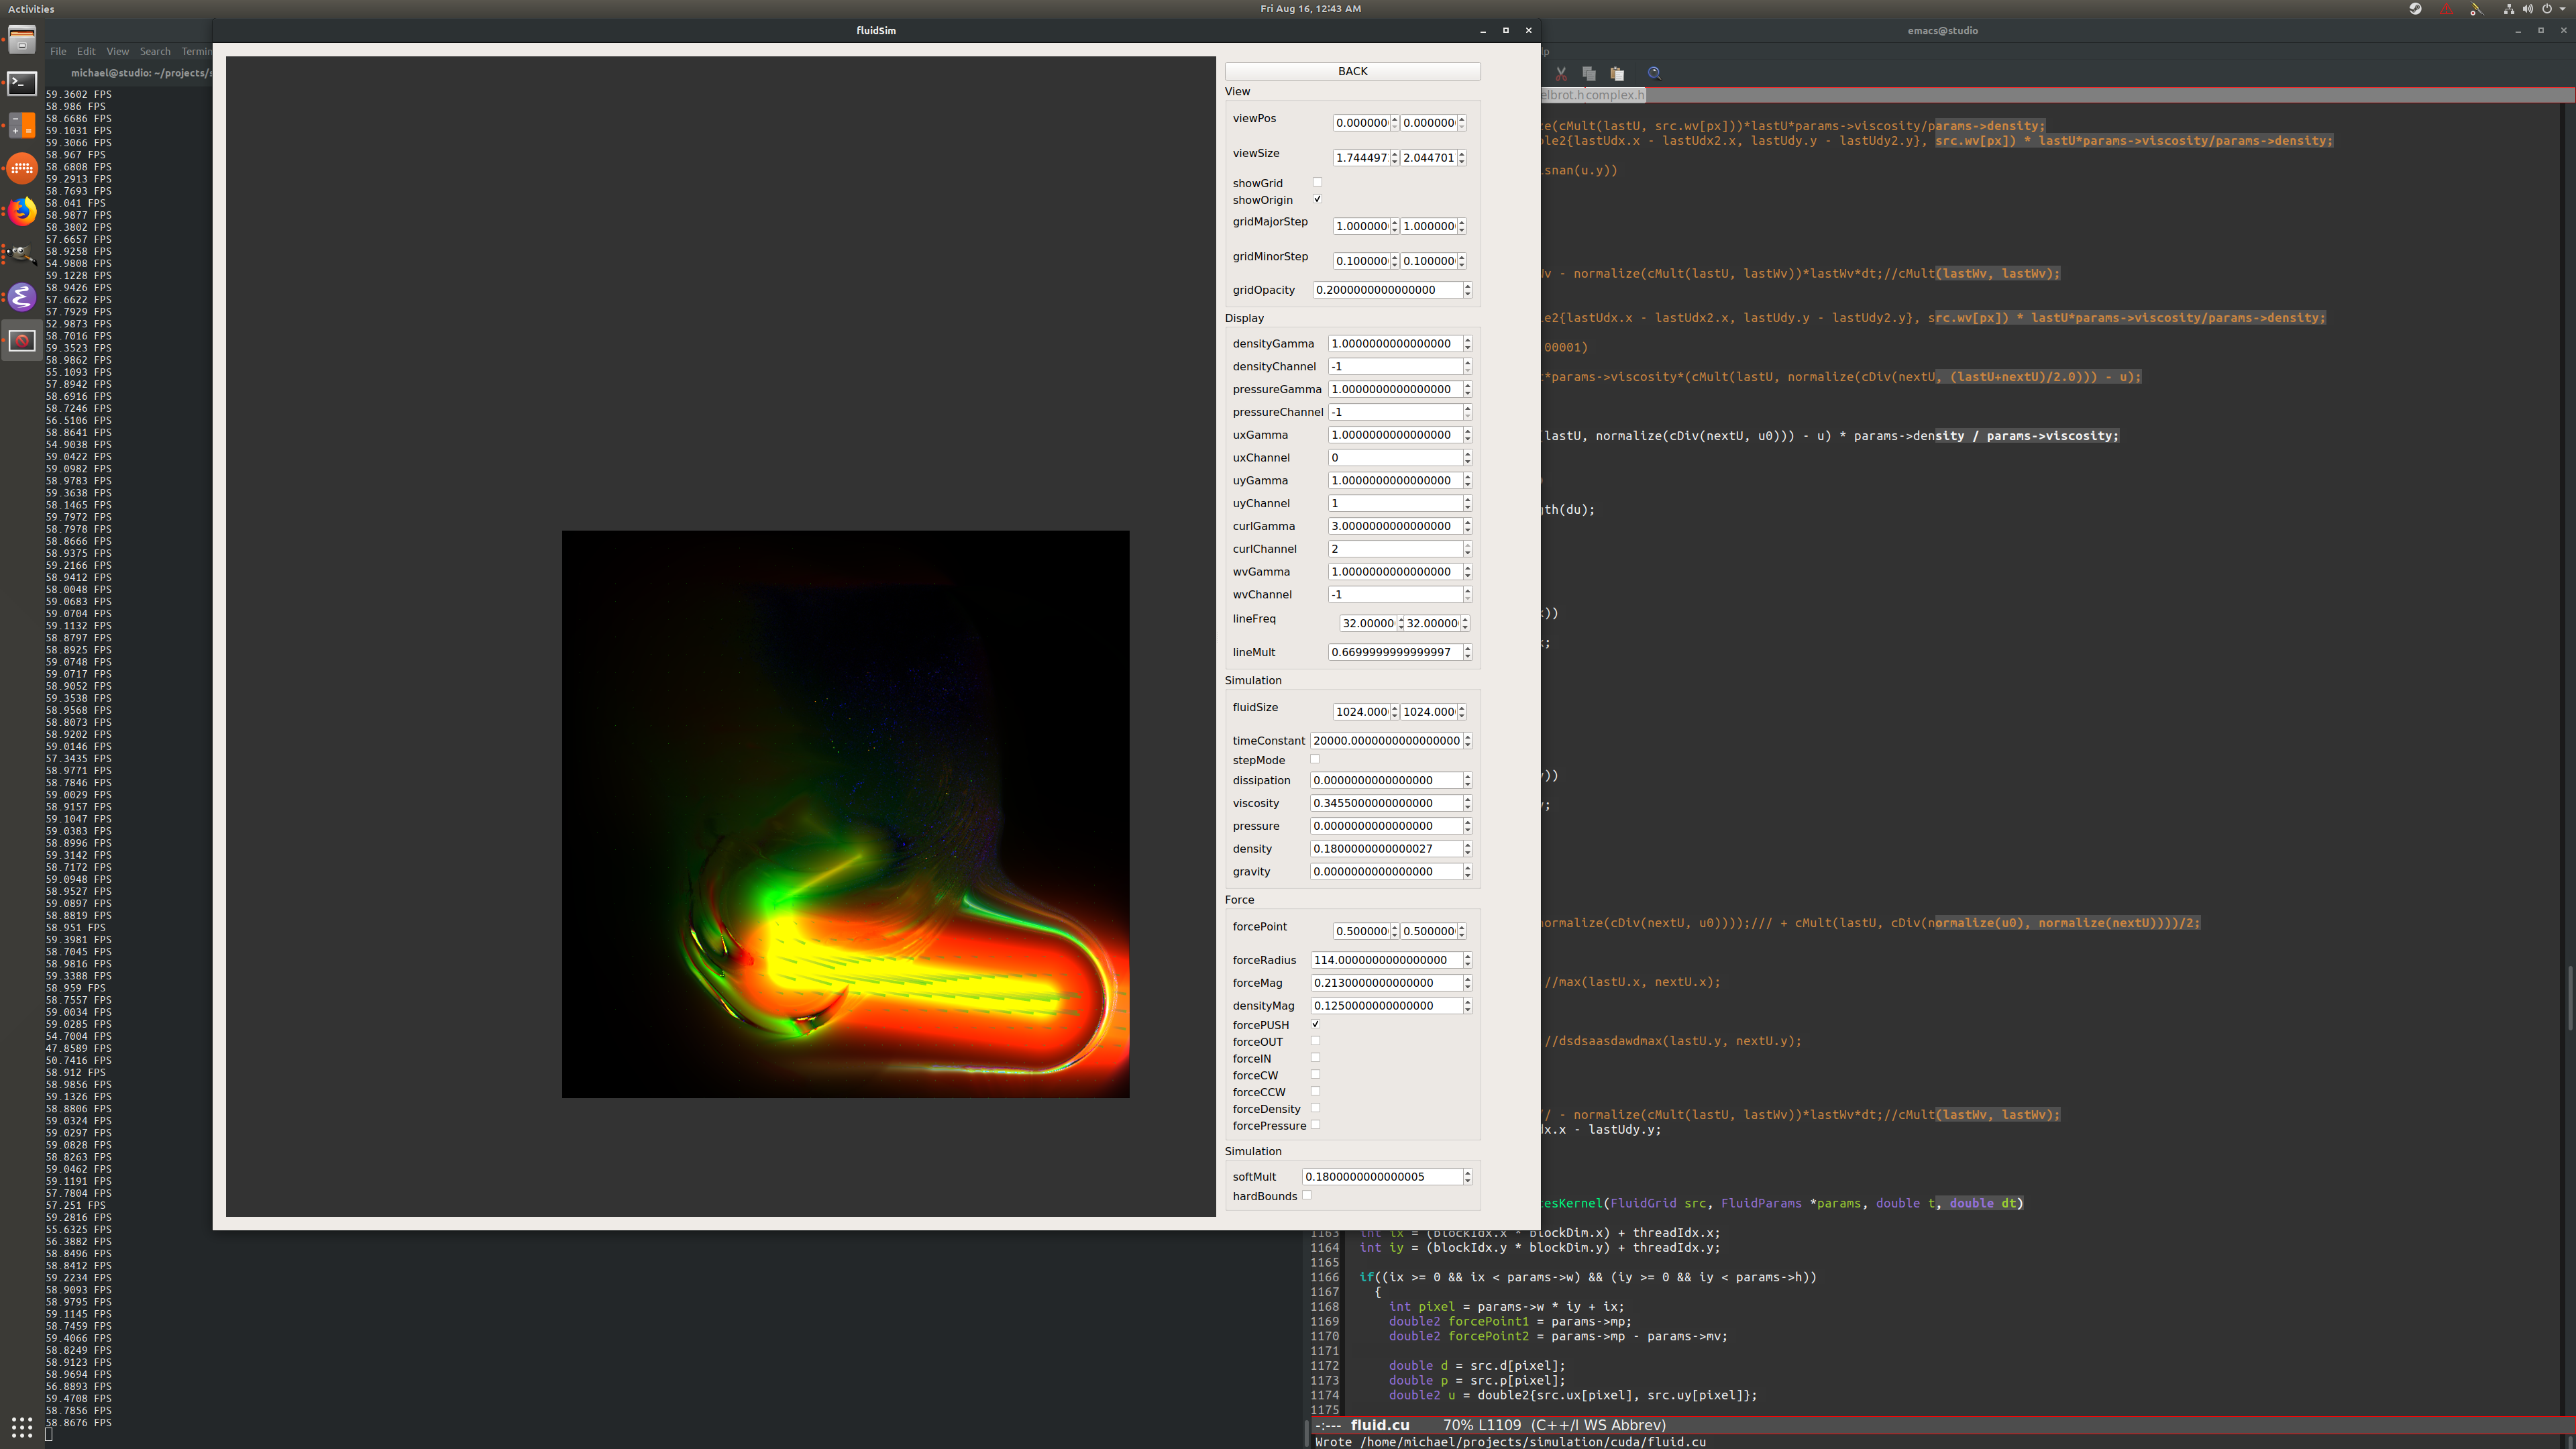 Activities
Fri Aug 16, 12:43 AM
File Edit View Search Termin
michael@studio: ~/projects/s
59.3602 FPS
58.986 FPS
58.6686 FPS
59.1031 FPS
59.3066 FPS
58.967 FPS
58.6808 FPS
59.2913 FPS
58.7693 FPS
58.041 FPS
58.9877 FPS
58.3802 FPS
57.6657 FPS
58.9258 FPS
54.9808 FPS
59.1228 FPS
58.9426 FPS
57.6622 FPS
57.7929 FPS
52.9873 FPS
58.7016 FPS
59.3523 FPS
58.9862 FPS
55.1093 FPS
57.8942 FPS
58.6916 FPS
58.7246 FPS
56.5106 FPS
58.8641 FPS
54.9038 FPS
59.0422 FPS
59.0982 FPS
58.9783 FPS
59.3638 FPS
58.1465 FPS
59.7972 FPS
58.7978 FPS
58.8666 FPS
58.9375 FPS
59.2166 FPS
58.9412 FPS
58.0048 FPS
59.0683 FPS
59.0704 FPS
59.1132 FPS
58.8797 FPS
58.8925 FPS
59.0748 FPS
59.0717 FPS
58.9052 FPS
59.3538 FPS
58.9568 FPS
58.8073 FPS
58.9202 FPS
59.0146 FPS
57.3435 FPS
58.9771 FPS
58.7846 FPS
59.0029 FPS
58.9157 FPS
59.1047 FPS
59.0383 FPS
58.8996 FPS
59.3142 FPS
58.7172 FPS
59.0948 FPS
58.9527 FPS
59.0897 FPS
58.8819 FPS
58.951 FPS
59.3981 FPS
58.7045 FPS
58.9816 FPS
59.3388 FPS
58.959 FPS
58.7557 FPS
59.0034 FPS
59.0285 FPS
54.7004 FPS
47.8589 FPS
50.7416 FPS
58.912 FPS
58.9856 FPS
59.1326 FPS
58.8806 FPS
59.0324 FPS
59.0297 FPS
59.0828 FPS
58.8263 FPS
59.0462 FPS
59.1191 FPS
57.7804 FPS
57.251 FPS
59.2816 FPS
55.6325 FPS
56.3882 FPS
58.8496 FPS
58.8412 FPS
59.2234 FPS
58.9093 FPS
58.9795 FPS
59.1145 FPS
58.7459 FPS
59.4066 FPS
58.8249 FPS
58.9123 FPS
58.9694 FPS
56.8893 FPS
59.4708 FPS
58.7856 FPS
58.8676 FPS
fluidSim
BACK
View
viewPos 0.000000 0.000000
viewSize 1.744497 2.044701
showGrid
showOrigin
gridMajorStep 1.000000 1.000000
gridMinorStep 0.100000 0.100000
gridOpacity 0.2000000000000000
Display
densityGamma 1.0000000000000000
densityChannel -1
pressureGamma 1.0000000000000000
pressureChannel -1
uxGamma 1.0000000000000000
uxChannel 0
uyGamma 1.0000000000000000
uyChannel 1
curlGamma 3.0000000000000000
curlChannel 2
wvGamma 1.0000000000000000
wvChannel -1
lineFreq 32.00000 32.00000
lineMult 0.6699999999999997
Simulation
fluidSize 1024.000 1024.000
timeConstant 20000.0000000000000000
stepMode
dissipation 0.0000000000000000
viscosity 0.3455000000000000
pressure 0.0000000000000000
density 0.1800000000000027
gravity 0.0000000000000000
Force
forcePoint 0.500000 0.500000
forceRadius 114.0000000000000000
forceMag 0.2130000000000000
densityMag 0.1250000000000000
forcePUSH
forceOUT
forceIN
forceCW
forceCCW
forceDensity
forcePressure
Simulation
softMult 0.1800000000000005
hardBounds
emacs@studio
lp
elbrot.h complex.h
e(cMult(lastU, src.wv[px]))*lastU*params->viscosity/params->density;
le2{lastUdx.x - lastUdx2.x, lastUdy.y - lastUdy2.y}, src.wv[px]) * lastU*params->viscosity/params->density;
snan(u.y))
v - normalize(cMult(lastU, lastWv))*lastWv*dt;//cMult(lastWv, lastWv);
e2{lastUdx.x - lastUdx2.x, lastUdy.y - lastUdy2.y}, src.wv[px]) * lastU*params->viscosity/params->density;
00001)
*params->viscosity*(cMult(lastU, normalize(cDiv(nextU, (lastU+nextU)/2.0))) - u);
lastU, normalize(cDiv(nextU, u0))) - u) * params->density / params->viscosity;
gth(du);
))
;
))
;
ormalize(cDiv(nextU, u0))));/// + cMult(lastU, cDiv(normalize(u0), normalize(nextU))))/2;
//max(lastU.x, nextU.x);
//dsdsaasdawdmax(lastU.y, nextU.y);
/ - normalize(cMult(lastU, lastWv))*lastWv*dt;//cMult(lastWv, lastWv);
x.x - lastUdy.y;
esKernel(FluidGrid src, FluidParams *params, double t, double dt)
1163 int ix = (blockIdx.x * blockDim.x) + threadIdx.x;
1164 int iy = (blockIdx.y * blockDim.y) + threadIdx.y;
1165
1166 if((ix >= 0 && ix < params->w) && (iy >= 0 && iy < params->h))
1167 {
1168 int pixel = params->w * iy + ix;
1169 double2 forcePoint1 = params->mp;
1170 double2 forcePoint2 = params->mp - params->mv;
1171
1172 double d = src.d[pixel];
1173 double p = src.p[pixel];
1174 double2 u = double2{src.ux[pixel], src.uy[pixel]};
1175
-:--- fluid.cu 70% L1109 (C++/l WS Abbrev)
Wrote /home/michael/projects/simulation/cuda/fluid.cu